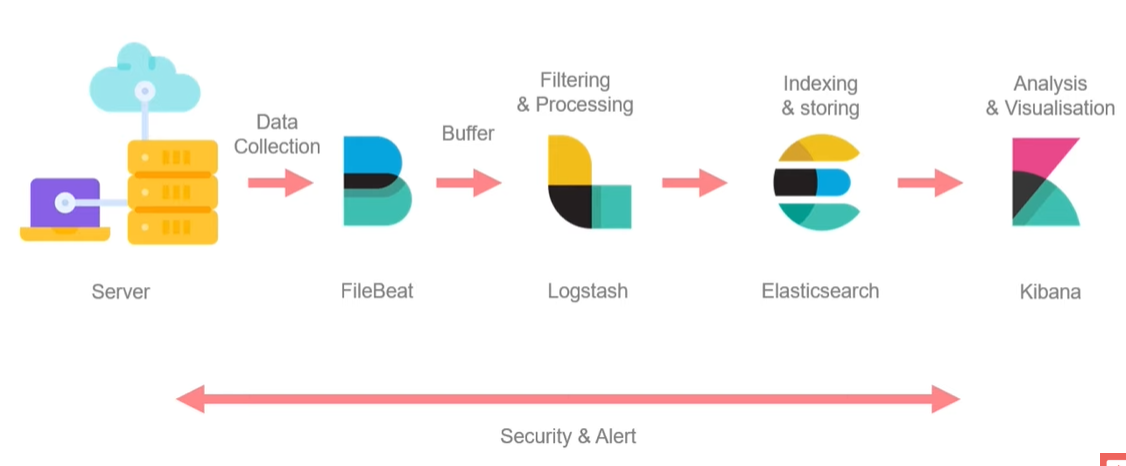 Data
Collection
Buffer
Filtering
& Processing
Indexing
& storing
Analysis
& Visualisation
Server
FileBeat
Logstash
Elasticsearch
Kibana
Security & Alert